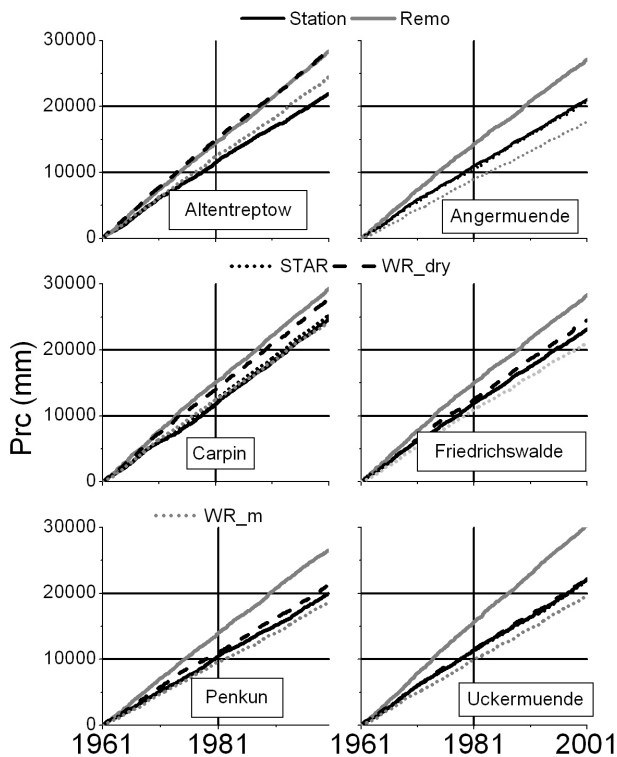 Station Remo
30000
20000
10000
0
Altentreptow
Angermuende
STAR WR_dry
30000
20000
10000
0
Carpin
Friedrichswalde
Prc (mm)
WR_m
30000
20000
10000
0
Penkun
Uckermuende
1961 1981 1961 1981 2001